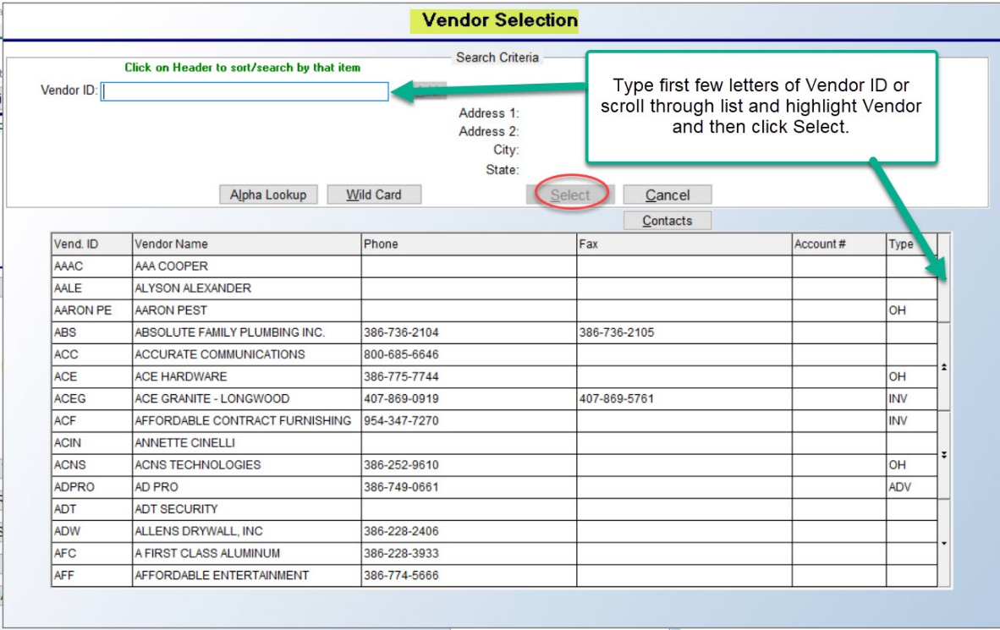 Vendor Selection
Search Criteria
Click on Header to sort/search by that item
Vendor ID:
Type first few letters of Vendor ID or
scroll through list and highlight Vendor
and then click Select.
Address 1:
Address 2:
City:
State:
Alpha Lookup Wild Card Select Cancel
Contacts
Vend. ID Vendor Name Phone Fax Account # Type
AAAC AAA COOPER
AALE ALYSON ALEXANDER
AARON PE AARON PEST OH
ABS ABSOLUTE FAMILY PLUMBING INC. 386-736-2104 386-736-2105
ACC ACCURATE COMMUNICATIONS 800-685-6646
ACE ACE HARDWARE 386-775-7744 OH
ACEG ACE GRANITE - LONGWOOD 407-869-0919 407-869-5761 INV
ACF AFFORDABLE CONTRACT FURNISHING 954-347-7270 INV
ACIN ANNETTE CINELLI
ACNS ACNS TECHNOLOGIES 386-252-9610 OH
ADPRO AD PRO 386-749-0661 ADV
ADT ADT SECURITY
ADW ALLENS DRYWALL, INC 386-228-2406
AFC A FIRST CLASS ALUMINUM 386-228-3933
AFF AFFORDABLE ENTERTAINMENT 386-774-5666